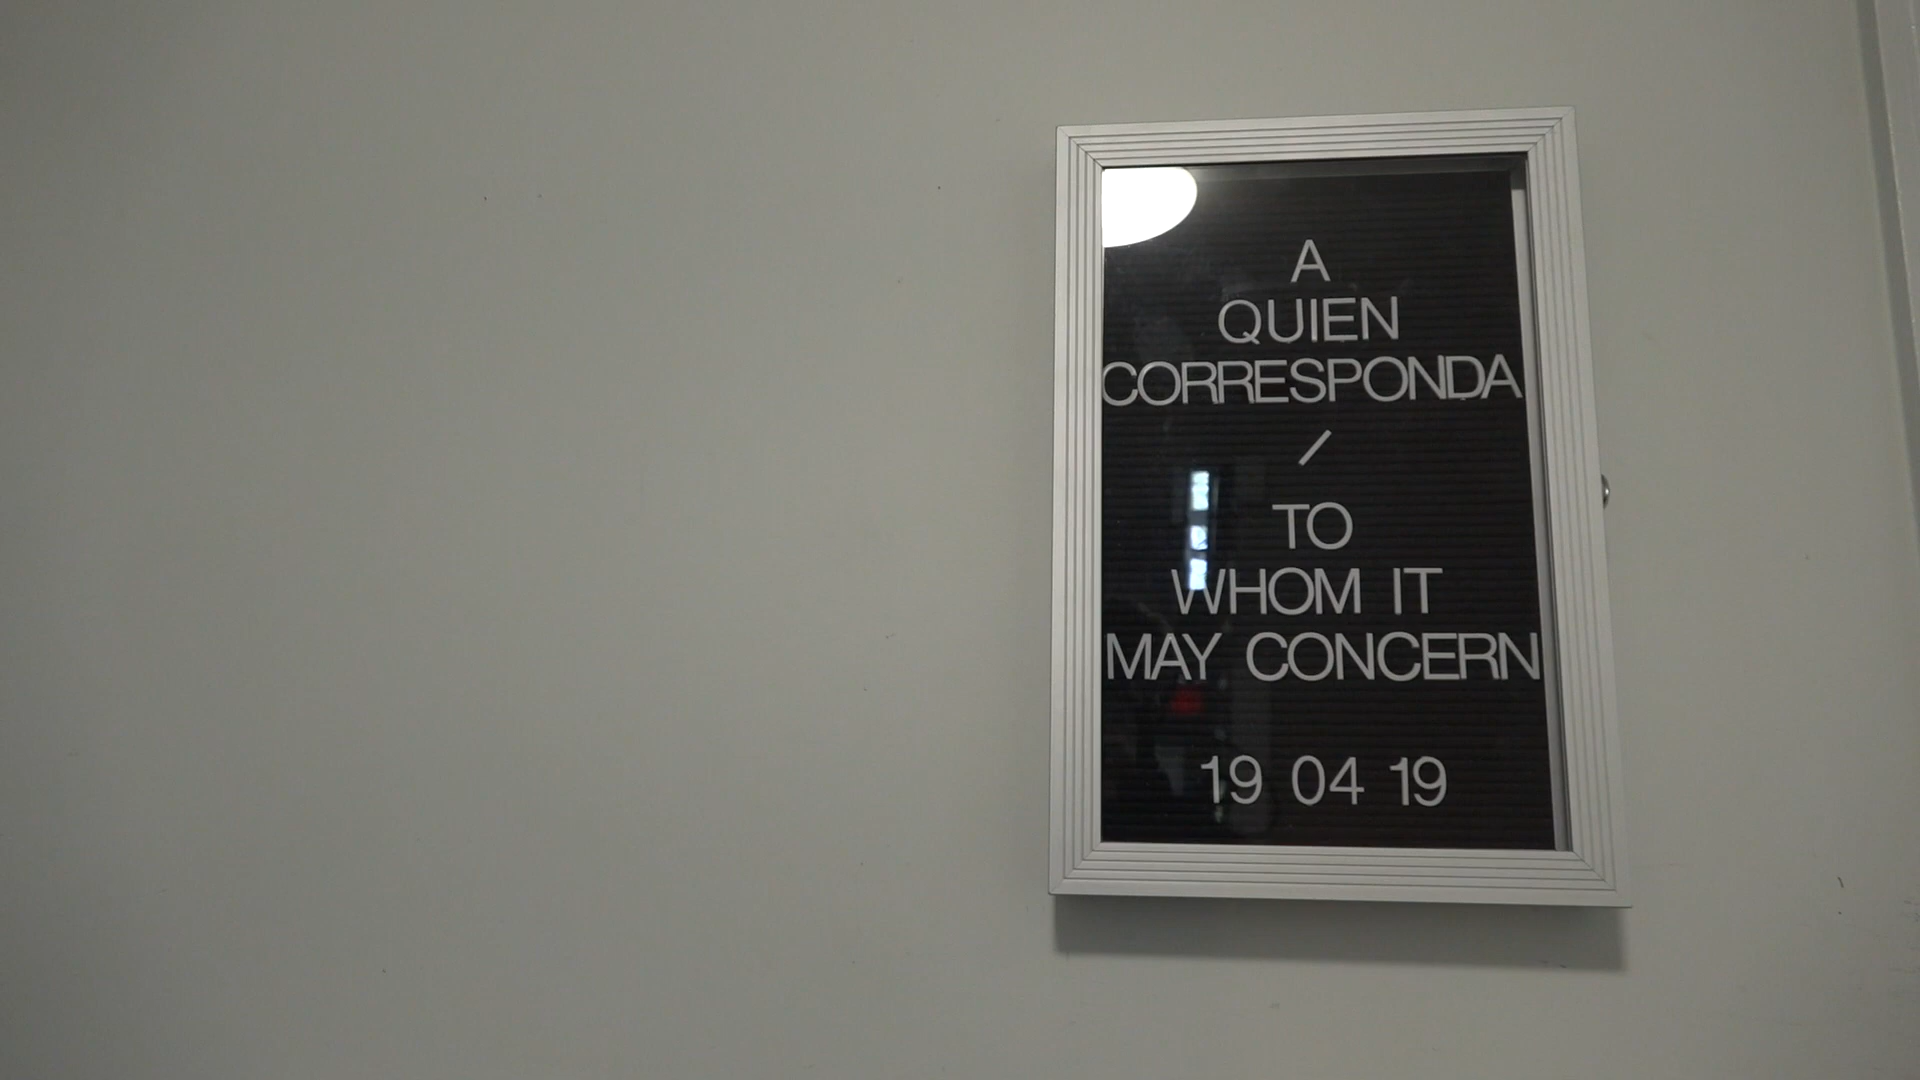 A
QUIEN
CORRESPONDA
/
TO
WHOM IT
MAY CONCERN
19 04 19